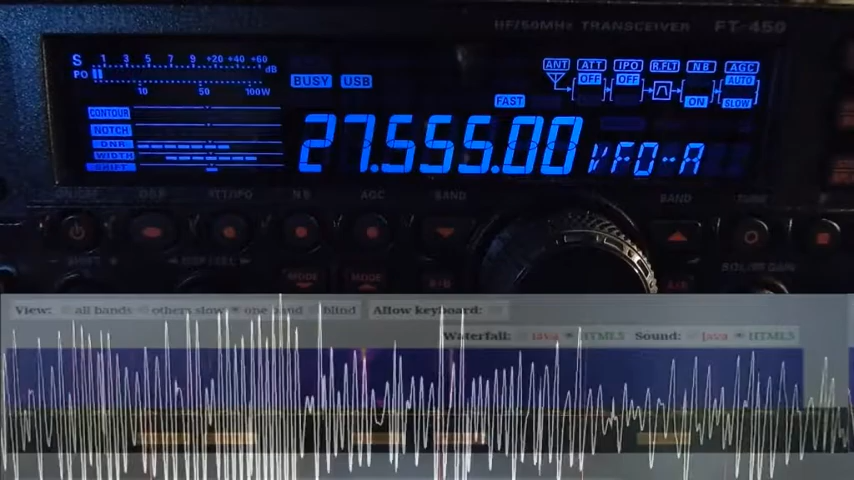 HF/50MHz TRANSCEIVER FT-450
S 1 3 5 7 9 +20 +40 +60 dB
PO 10 50 100W
BUSY USB
ANT ATT IPO R.FLT NB AGC
OFF OFF AUTO
FAST ON SLOW
CONTOUR
NOTCH
DNR
WIDTH
SHIFT
27.555.00 VFO-A
NB AGC BAND BAND
MODE MODE
View: all bands others slow one band blind Allow keyboard:
Waterfall: Java HTML5 Sound: Java HTML5